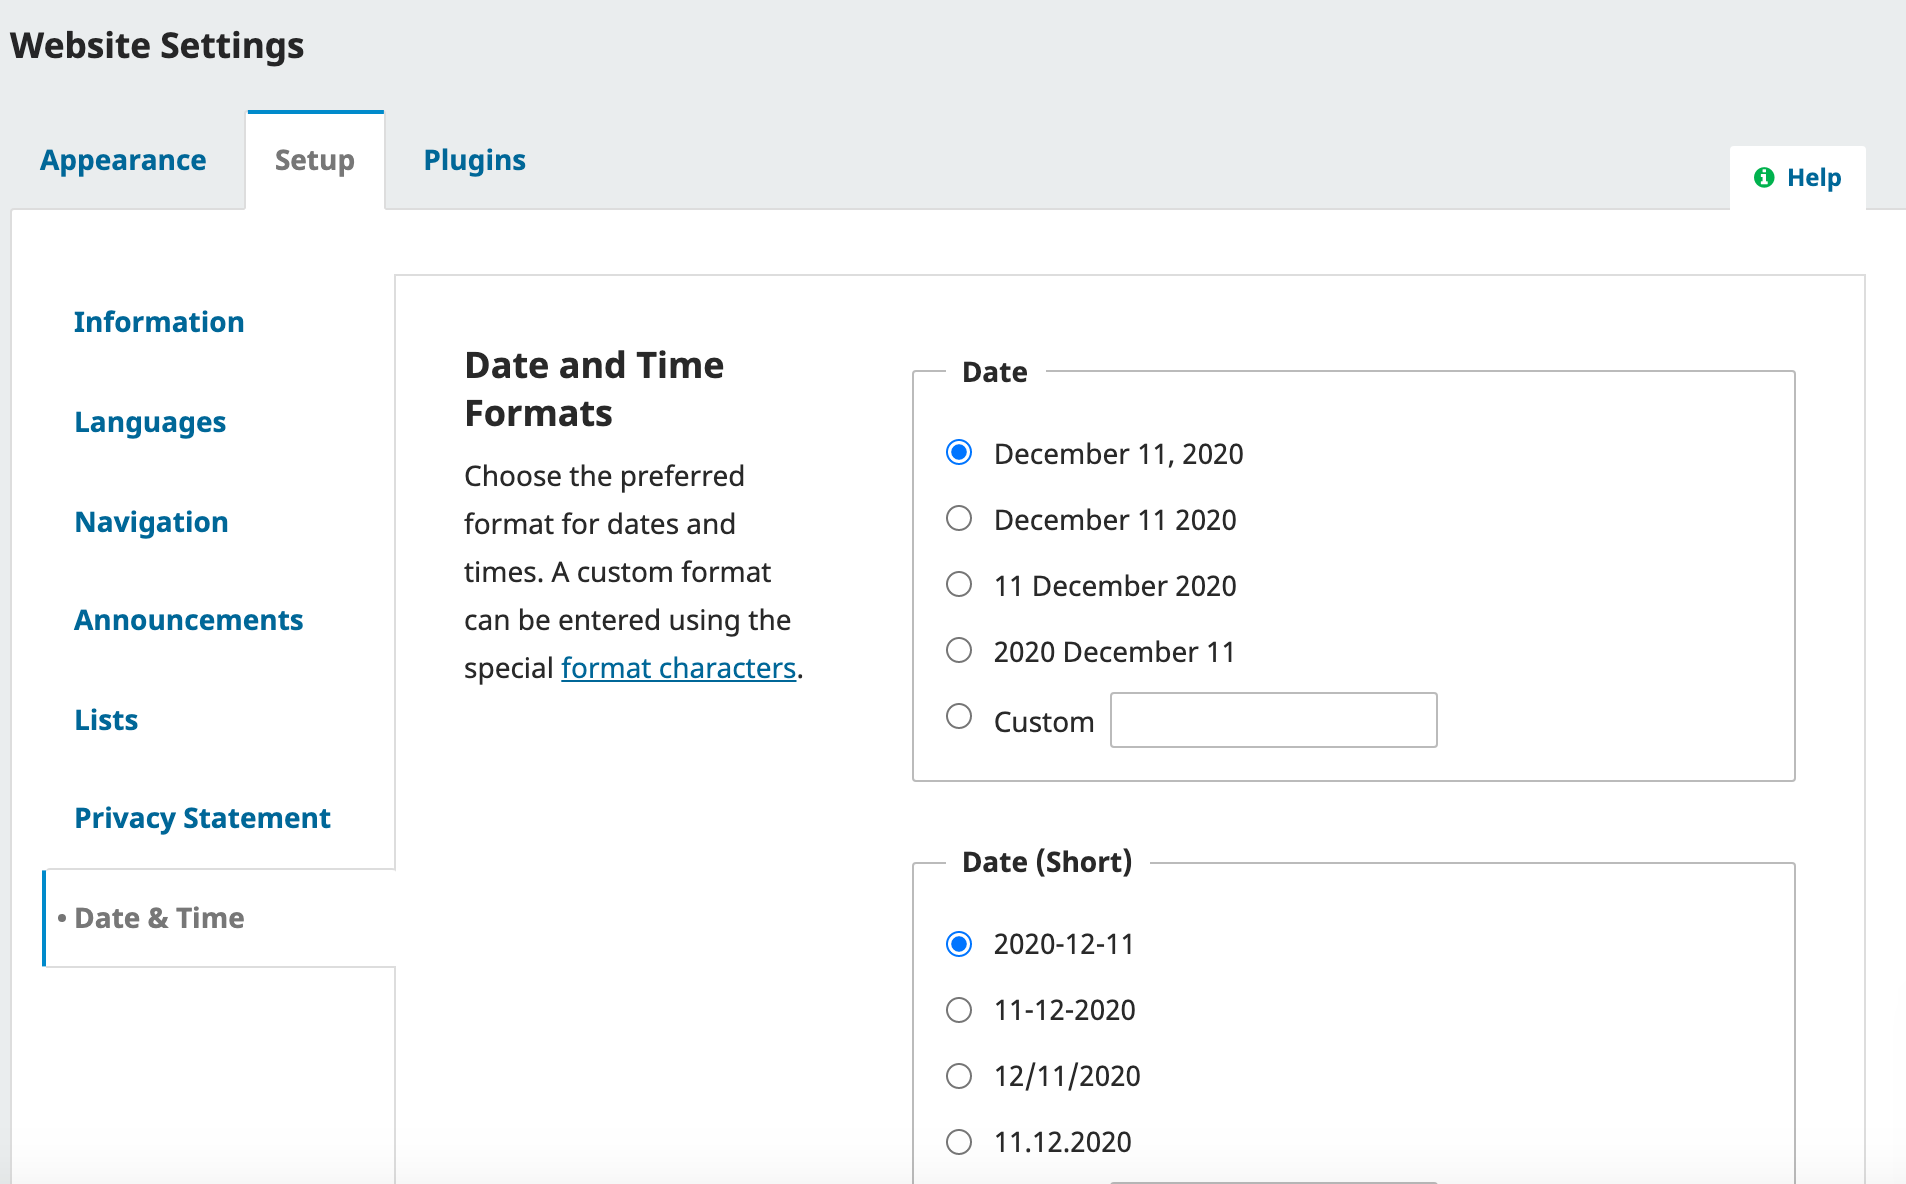 Website Settings
Appearance
Setup
Plugins
Help
Information
Languages
Navigation
Announcements
Lists
Privacy Statement
• Date & Time
Date and Time
Formats
Choose the preferred
format for dates and
times. A custom format
can be entered using the
special format characters.
Date
December 11, 2020
December 11 2020
11 December 2020
2020 December 11
Custom
Date (Short)
2020-12-11
11-12-2020
12/11/2020
11.12.2020